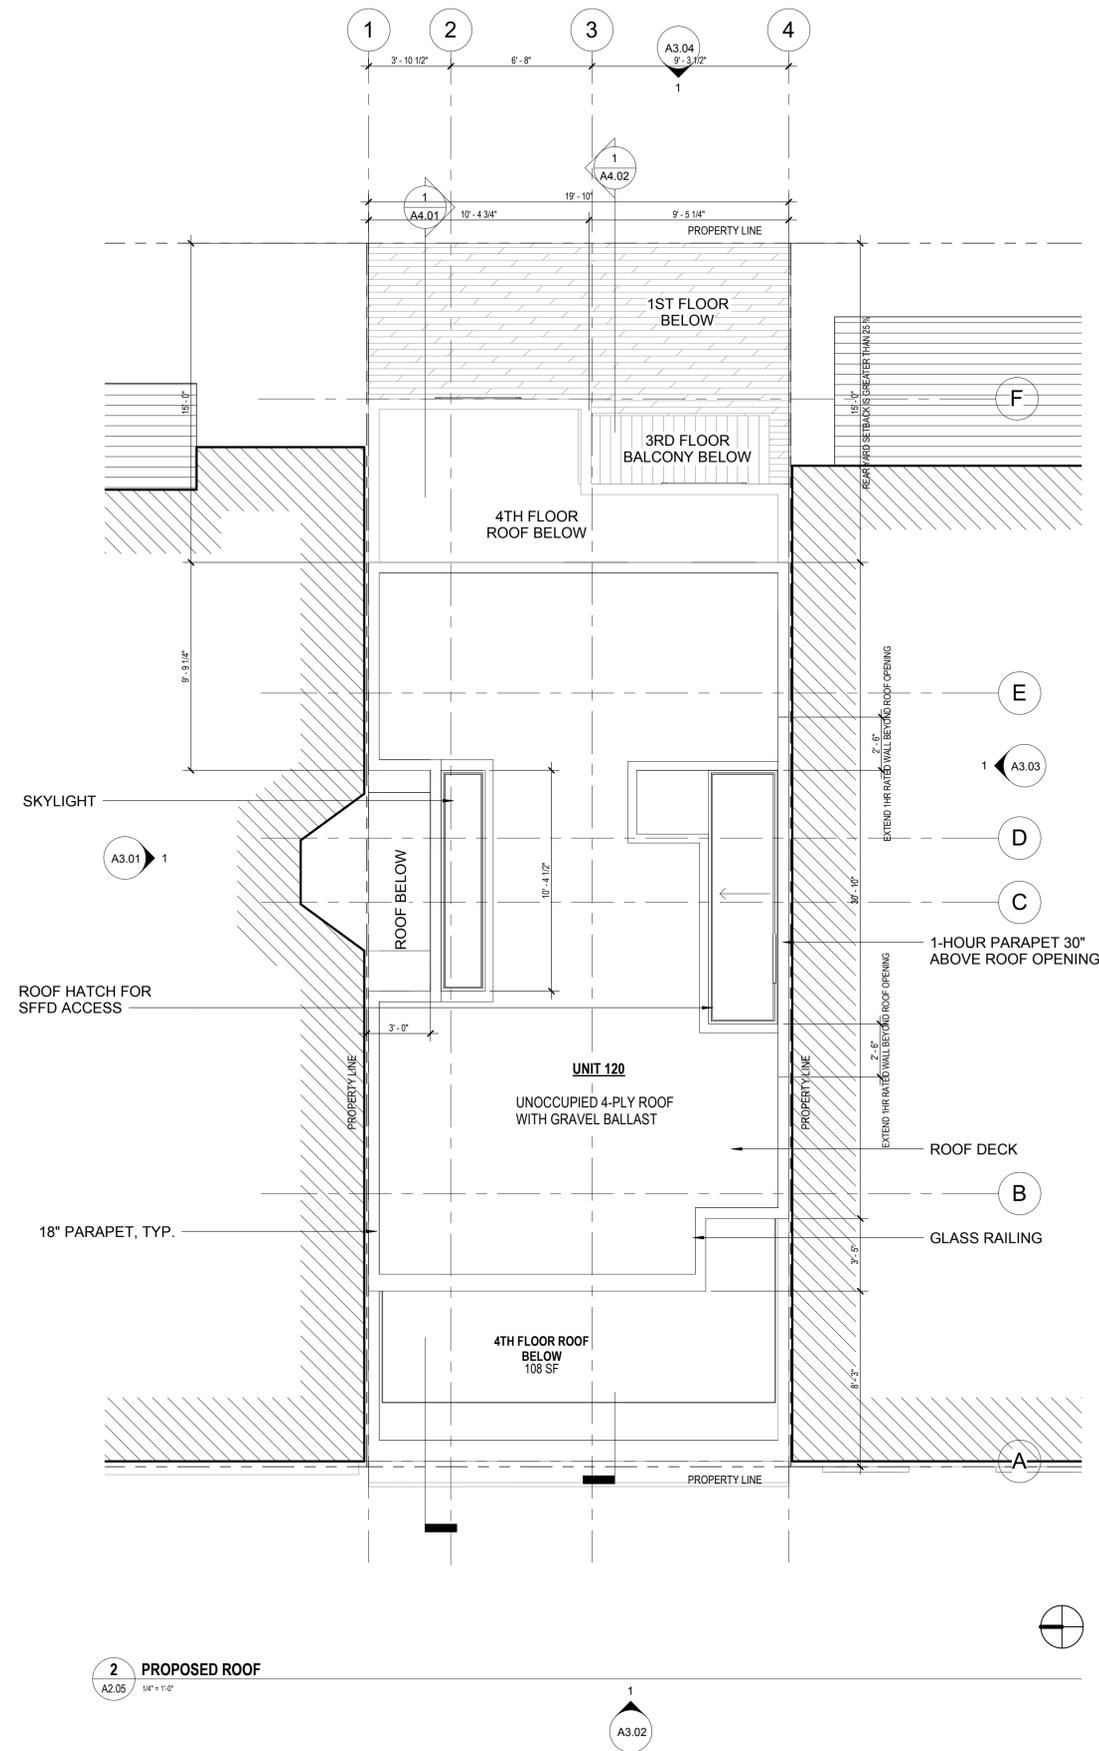 1
2
3
4
A3.04
1
3' - 10 1/2"
6' - 8"
9' - 3 1/2"
1
A4.02
1
A4.01
19' - 10"
10' - 4 3/4"
9' - 5 1/4"
PROPERTY LINE
1ST FLOOR
BELOW
15' - 0"
15' - 0"
REAR YARD SETBACK IS GREATER THAN 25 %
F
3RD FLOOR
BALCONY BELOW
4TH FLOOR
ROOF BELOW
9' - 9 1/4"
E
EXTEND 1HR RATED WALL BEYOND ROOF OPENING
2' - 6"
1
A3.03
SKYLIGHT
D
A3.01
1
ROOF BELOW
10' - 4 1/2"
30' - 10"
C
1-HOUR PARAPET 30"
ABOVE ROOF OPENING
ROOF HATCH FOR
SFFD ACCESS
3' - 0"
2' - 6"
EXTEND 1HR RATED WALL BEYOND ROOF OPENING
PROPERTY LINE
PROPERTY LINE
UNIT 120
UNOCCUPIED 4-PLY ROOF
WITH GRAVEL BALLAST
ROOF DECK
B
18" PARAPET, TYP.
GLASS RAILING
3' - 5"
4TH FLOOR ROOF
BELOW
108 SF
8' - 3"
A
PROPERTY LINE
2
A2.05
PROPOSED ROOF
1/4" = 1'-0"
1
A3.02